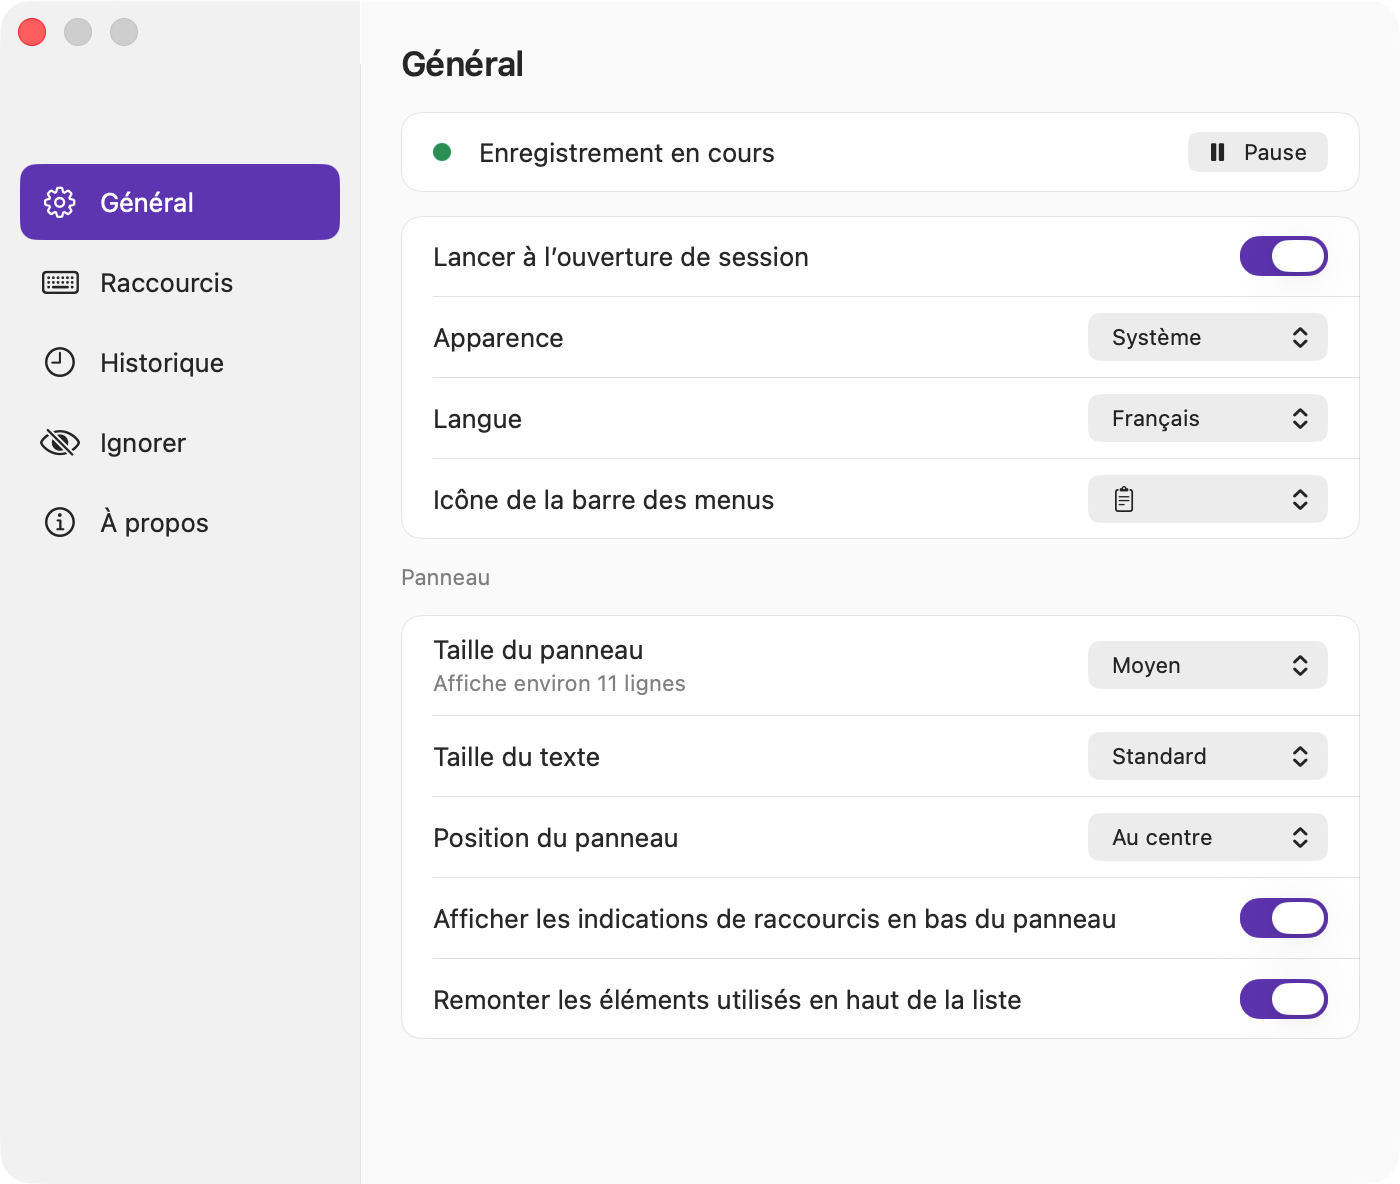 Général
Raccourcis
Historique
Ignorer
À propos
Général
Enregistrement en cours
Pause
Lancer à l’ouverture de session
Apparence
Système
Langue
Français
Icône de la barre des menus
Panneau
Taille du panneau
Affiche environ 11 lignes
Moyen
Taille du texte
Standard
Position du panneau
Au centre
Afficher les indications de raccourcis en bas du panneau
Remonter les éléments utilisés en haut de la liste